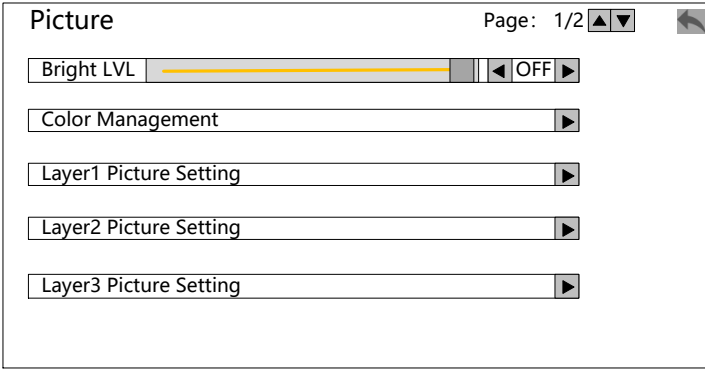 Picture Page: 1/2
Bright LVL OFF
Color Management
Layer1 Picture Setting
Layer2 Picture Setting
Layer3 Picture Setting